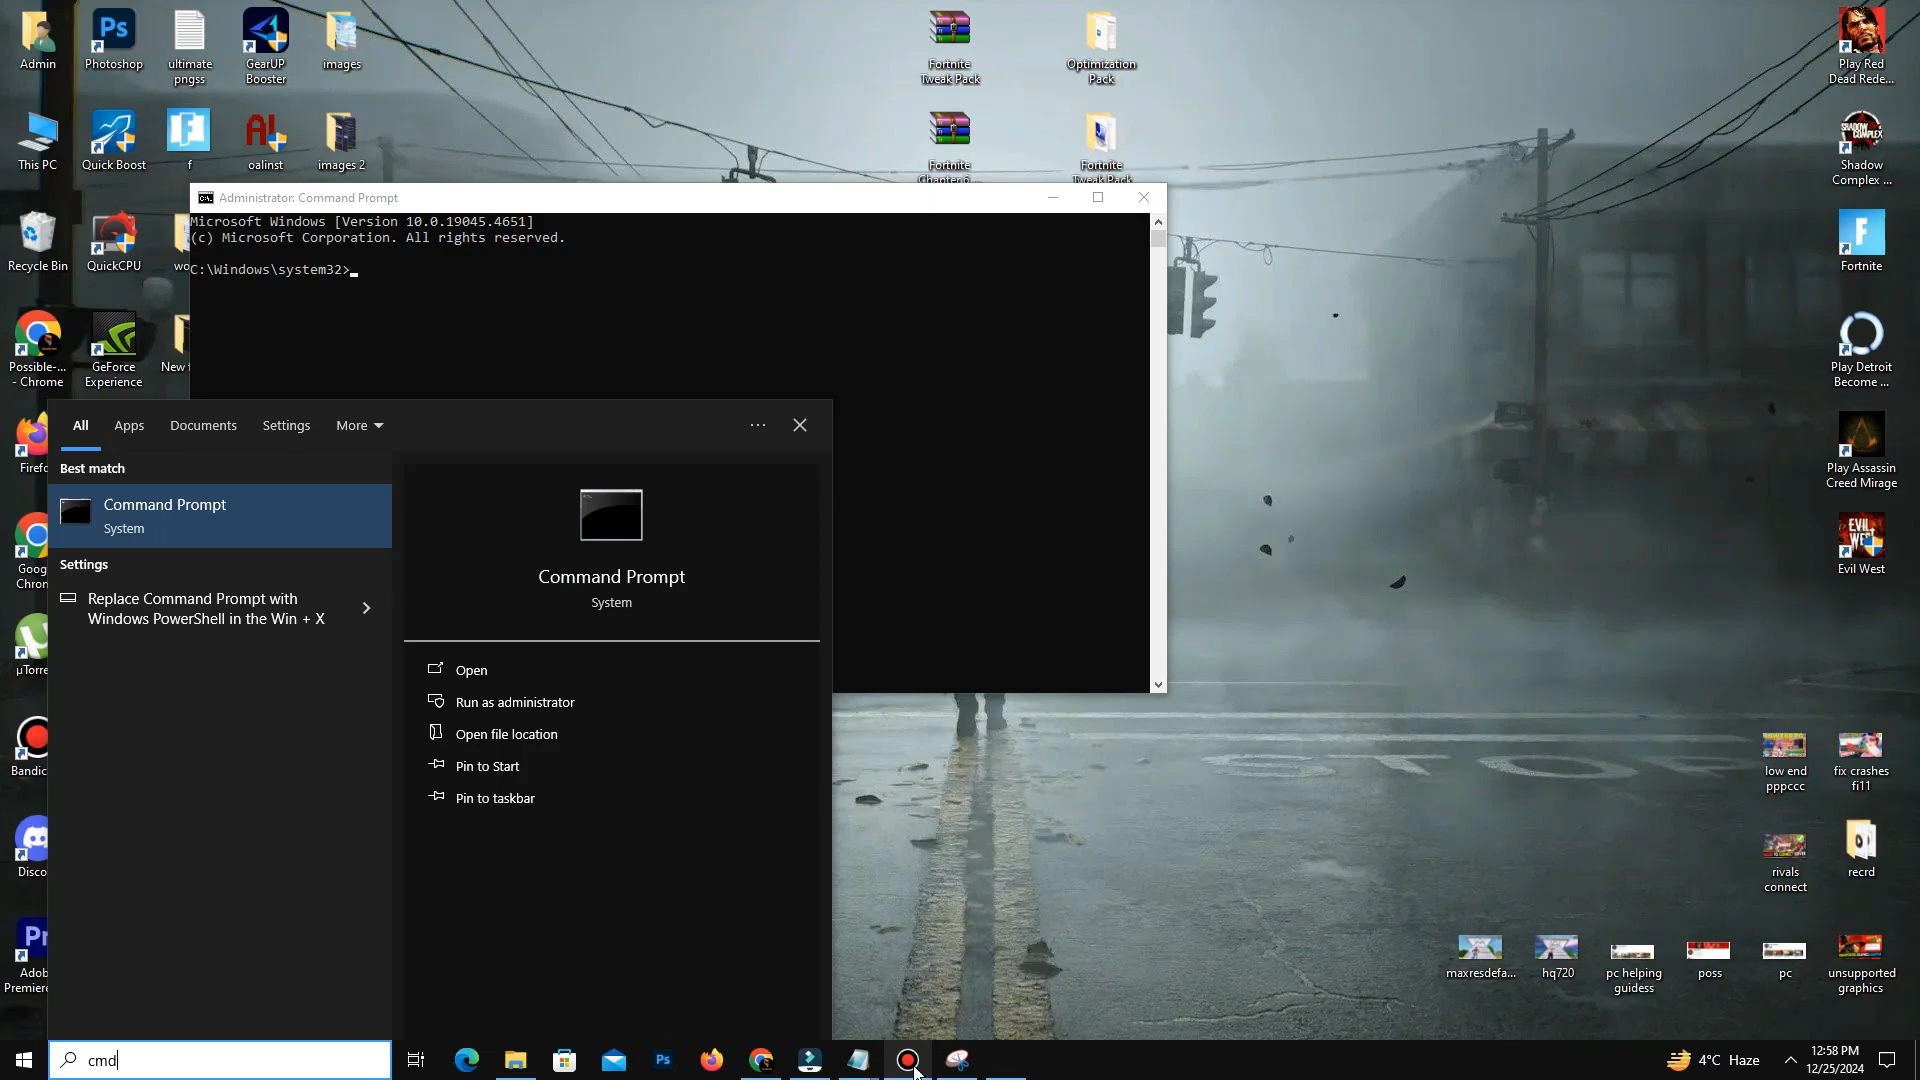 Admin
Photoshop
ultimate
pngss
GearUP
Booster
images
Fortnite
Tweak Pack
Optimization
Pack
Play Red
Dead Rede...
This PC
Quick Boost
f
oalinst
images 2
Fortnite
Fortnite
Shadow
Complex ...
Administrator: Command Prompt
Microsoft Windows [Version 10.0.19045.4651]
(c) Microsoft Corporation. All rights reserved.
C:\Windows\system32>
Recycle Bin
QuickCPU
Fortnite
Possible-...
- Chrome
GeForce
Experience
New
Play Detroit
Become ...
All
Apps
Documents
Settings
More
Best match
Command Prompt
System
Settings
Replace Command Prompt with
Windows PowerShell in the Win + X
Command Prompt
System
Open
Run as administrator
Open file location
Pin to Start
Pin to taskbar
Play Assassin
Creed Mirage
EVIL
WEST
Evil West
STOP
low end
pppccc
fix crashes
fi11
rivals
connect
recrd
maxresdefa...
hq720
pc helping
guidess
poss
pc
unsupported
graphics
cmd
4°C Haze
12:58 PM
12/25/2024